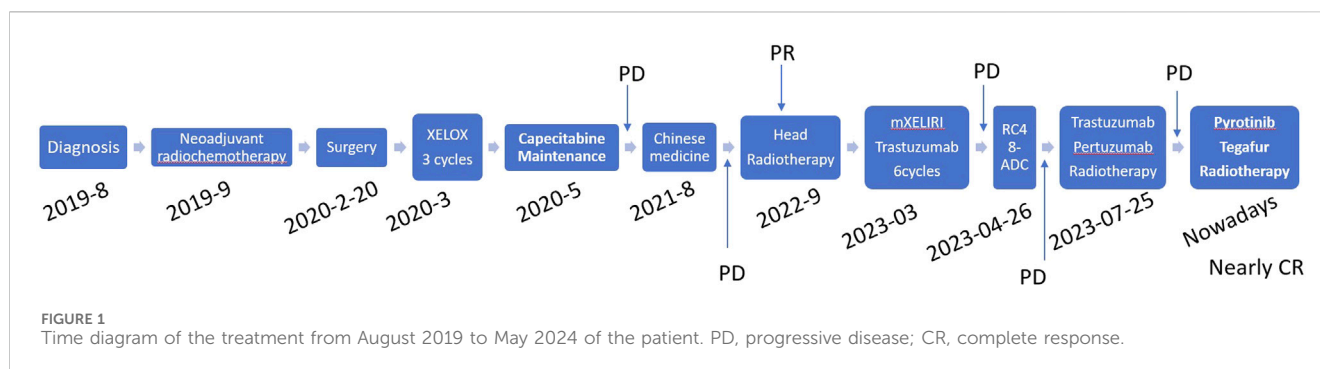 PR
PD
PD
PD
Diagnosis
Neoadjuvant
radiochemotherapy
Surgery
XELOX
3 cycles
Capecitabine
Maintenance
Chinese
medicine
Head
Radiotherapy
mXELIRI
Trastuzumab
6cycles
RC4
8-
ADC
Trastuzumab
Pertuzumab
Radiotherapy
Pyrotinib
Tegafur
Radiotherapy
2019-8
2019-9
2020-2-20
2020-3
2020-5
2021-8
2022-9
2023-03
2023-04-26
2023-07-25
Nowadays
PD
PD
Nearly CR
FIGURE 1
Time diagram of the treatment from August 2019 to May 2024 of the patient. PD, progressive disease; CR, complete response.